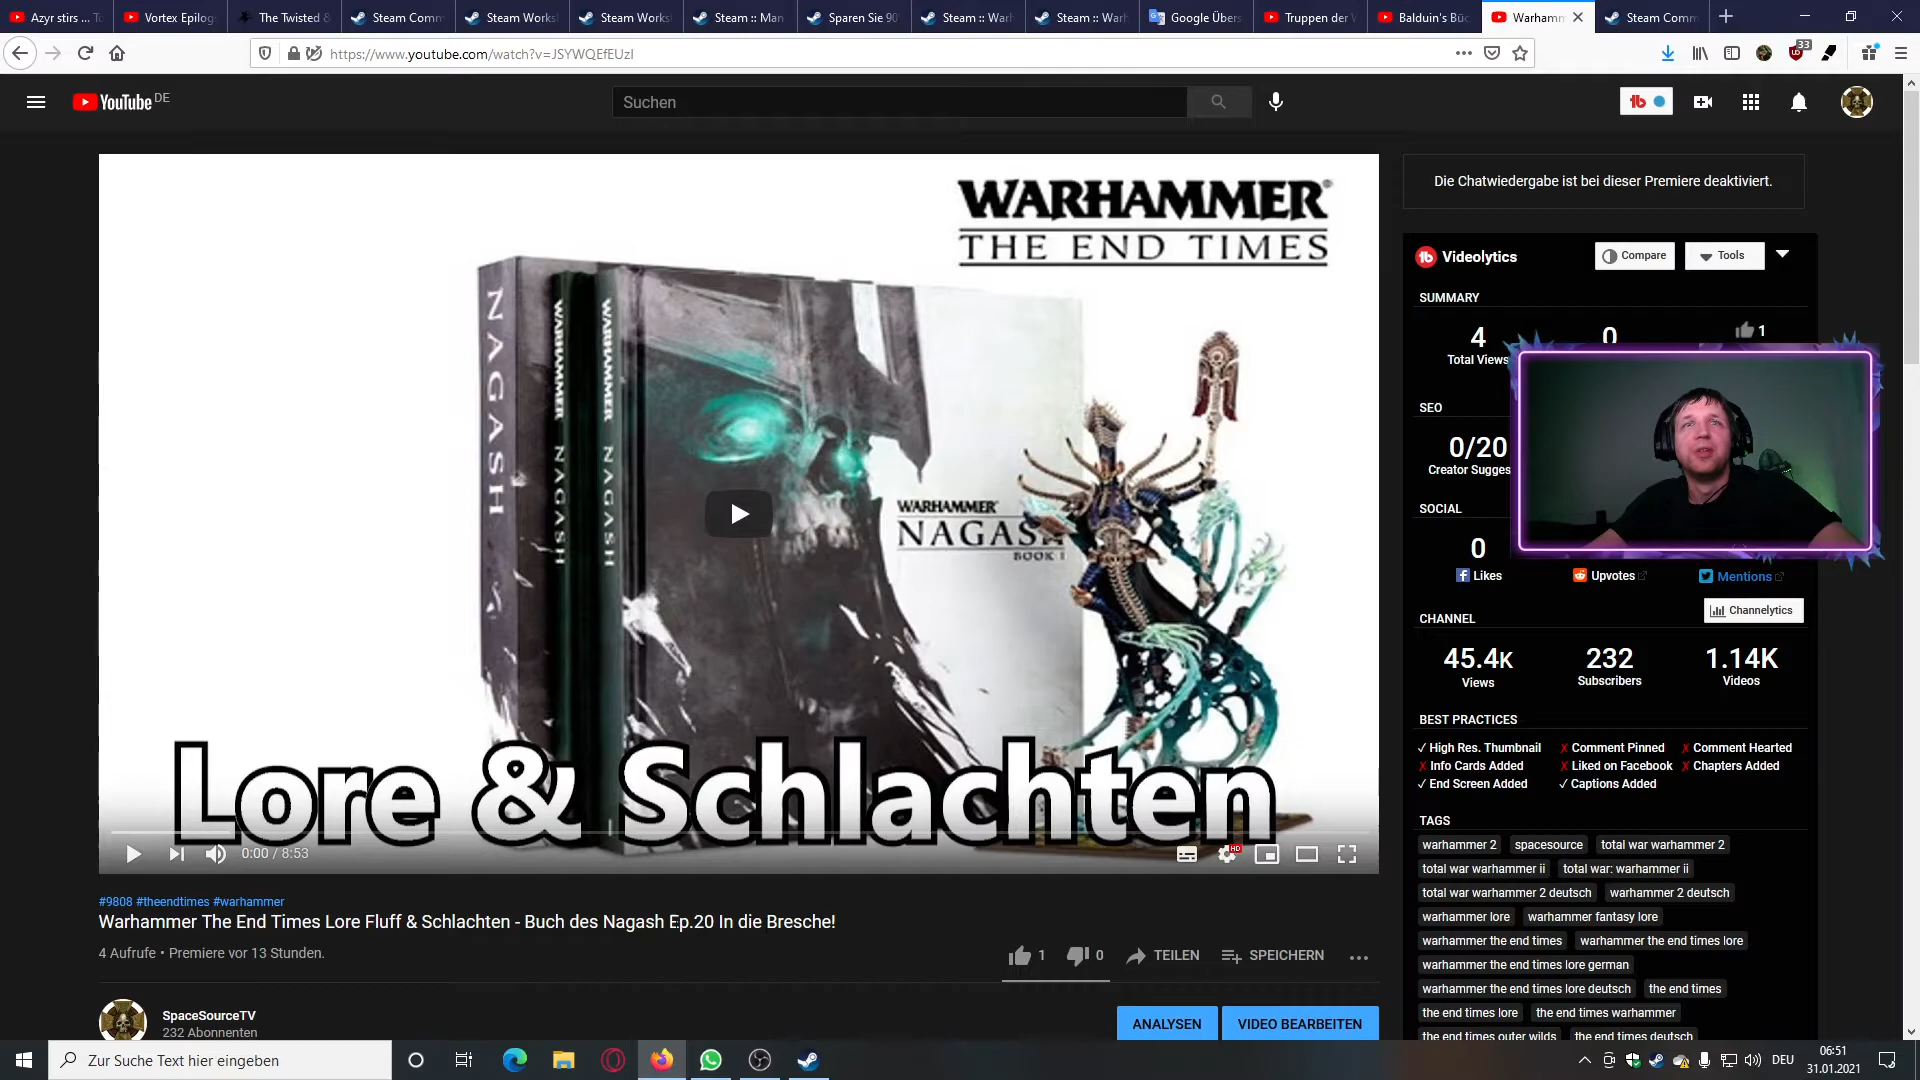 Azyr stirs ... To
Vortex Epilog
The Twisted &
Steam Comm
Steam Works
Steam Works
Steam :: Man
Sparen Sie 90
Steam :: Warh
Steam :: Warh
Google Übers
Truppen der V
Balduin's Büc
Warhamm
Steam Comm
https://www.youtube.com/watch?v=JSYWQEfEUzI
33
YouTube DE
Suchen
WARHAMMER
THE END TIMES
NAGASH
WARHAMMER NAGASH
WARHAMMER NAGASH
WARHAMMER
NAGASH
BOOK I
Lore & Schlachten
0:00 / 8:53
HD
#9808 #theendtimes #warhammer
Warhammer The End Times Lore Fluff & Schlachten - Buch des Nagash Ep.20 In die Bresche!
4 Aufrufe • Premiere vor 13 Stunden.
1
0
TEILEN
SPEICHERN
SpaceSourceTV
232 Abonnenten
ANALYSEN
VIDEO BEARBEITEN
Die Chatwiedergabe ist bei dieser Premiere deaktiviert.
Videolytics
Compare
Tools
SUMMARY
4
0
1
Total Views
SEO
0/20
Creator Sugges
SOCIAL
0
Likes
Upvotes
Mentions
CHANNEL
Channelytics
45.4K
232
1.14K
Views
Subscribers
Videos
BEST PRACTICES
✓ High Res. Thumbnail
✗ Comment Pinned
✗ Comment Hearted
✗ Info Cards Added
✗ Liked on Facebook
✗ Chapters Added
✓ End Screen Added
✓ Captions Added
TAGS
warhammer 2
spacesource
total war warhammer 2
total war warhammer ii
total war: warhammer ii
total war warhammer 2 deutsch
warhammer 2 deutsch
warhammer lore
warhammer fantasy lore
warhammer the end times
warhammer the end times lore
warhammer the end times lore german
warhammer the end times lore deutsch
the end times
the end times lore
the end times warhammer
the end times outer wilds
the end times deutsch
Zur Suche Text hier eingeben
DEU
06:51
31.01.2021